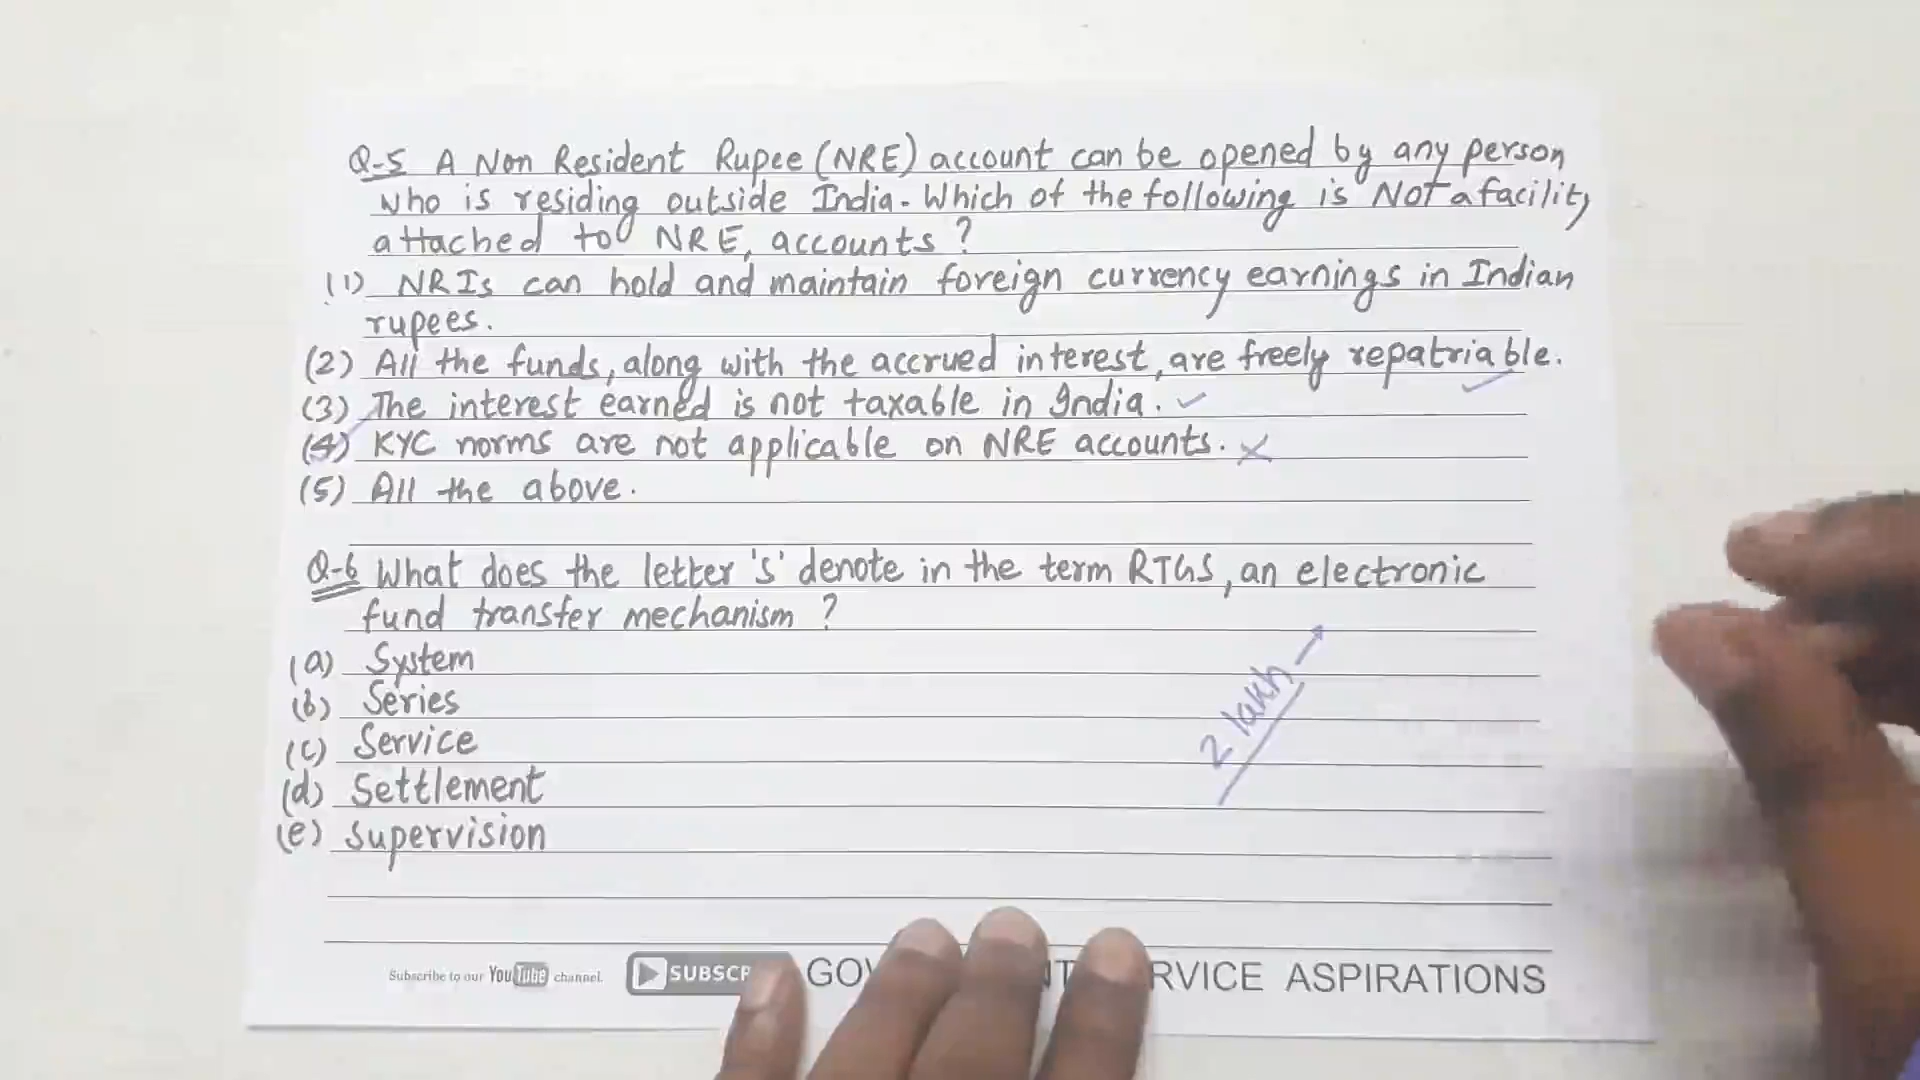 Q-5 A Non Resident Rupee (NRE) account can be opened by any person
who is residing outside India. Which of the following is NOT a facility
attached to NRE, accounts?
(1) NRIs can hold and maintain foreign currency earnings in Indian
rupees.
(2) All the funds, along with the accrued interest, are freely repatriable.
(3) The interest earned is not taxable in India.
(4) KYC norms are not applicable on NRE accounts.
(5) All the above.
Q-6 What does the letter 's' denote in the term RTGS, an electronic
fund transfer mechanism?
(a) System
(b) Series
(c) Service
(d) Settlement
(e) Supervision
2 lakh
Subscribe to our YouTube channel.
ASPIRATIONS